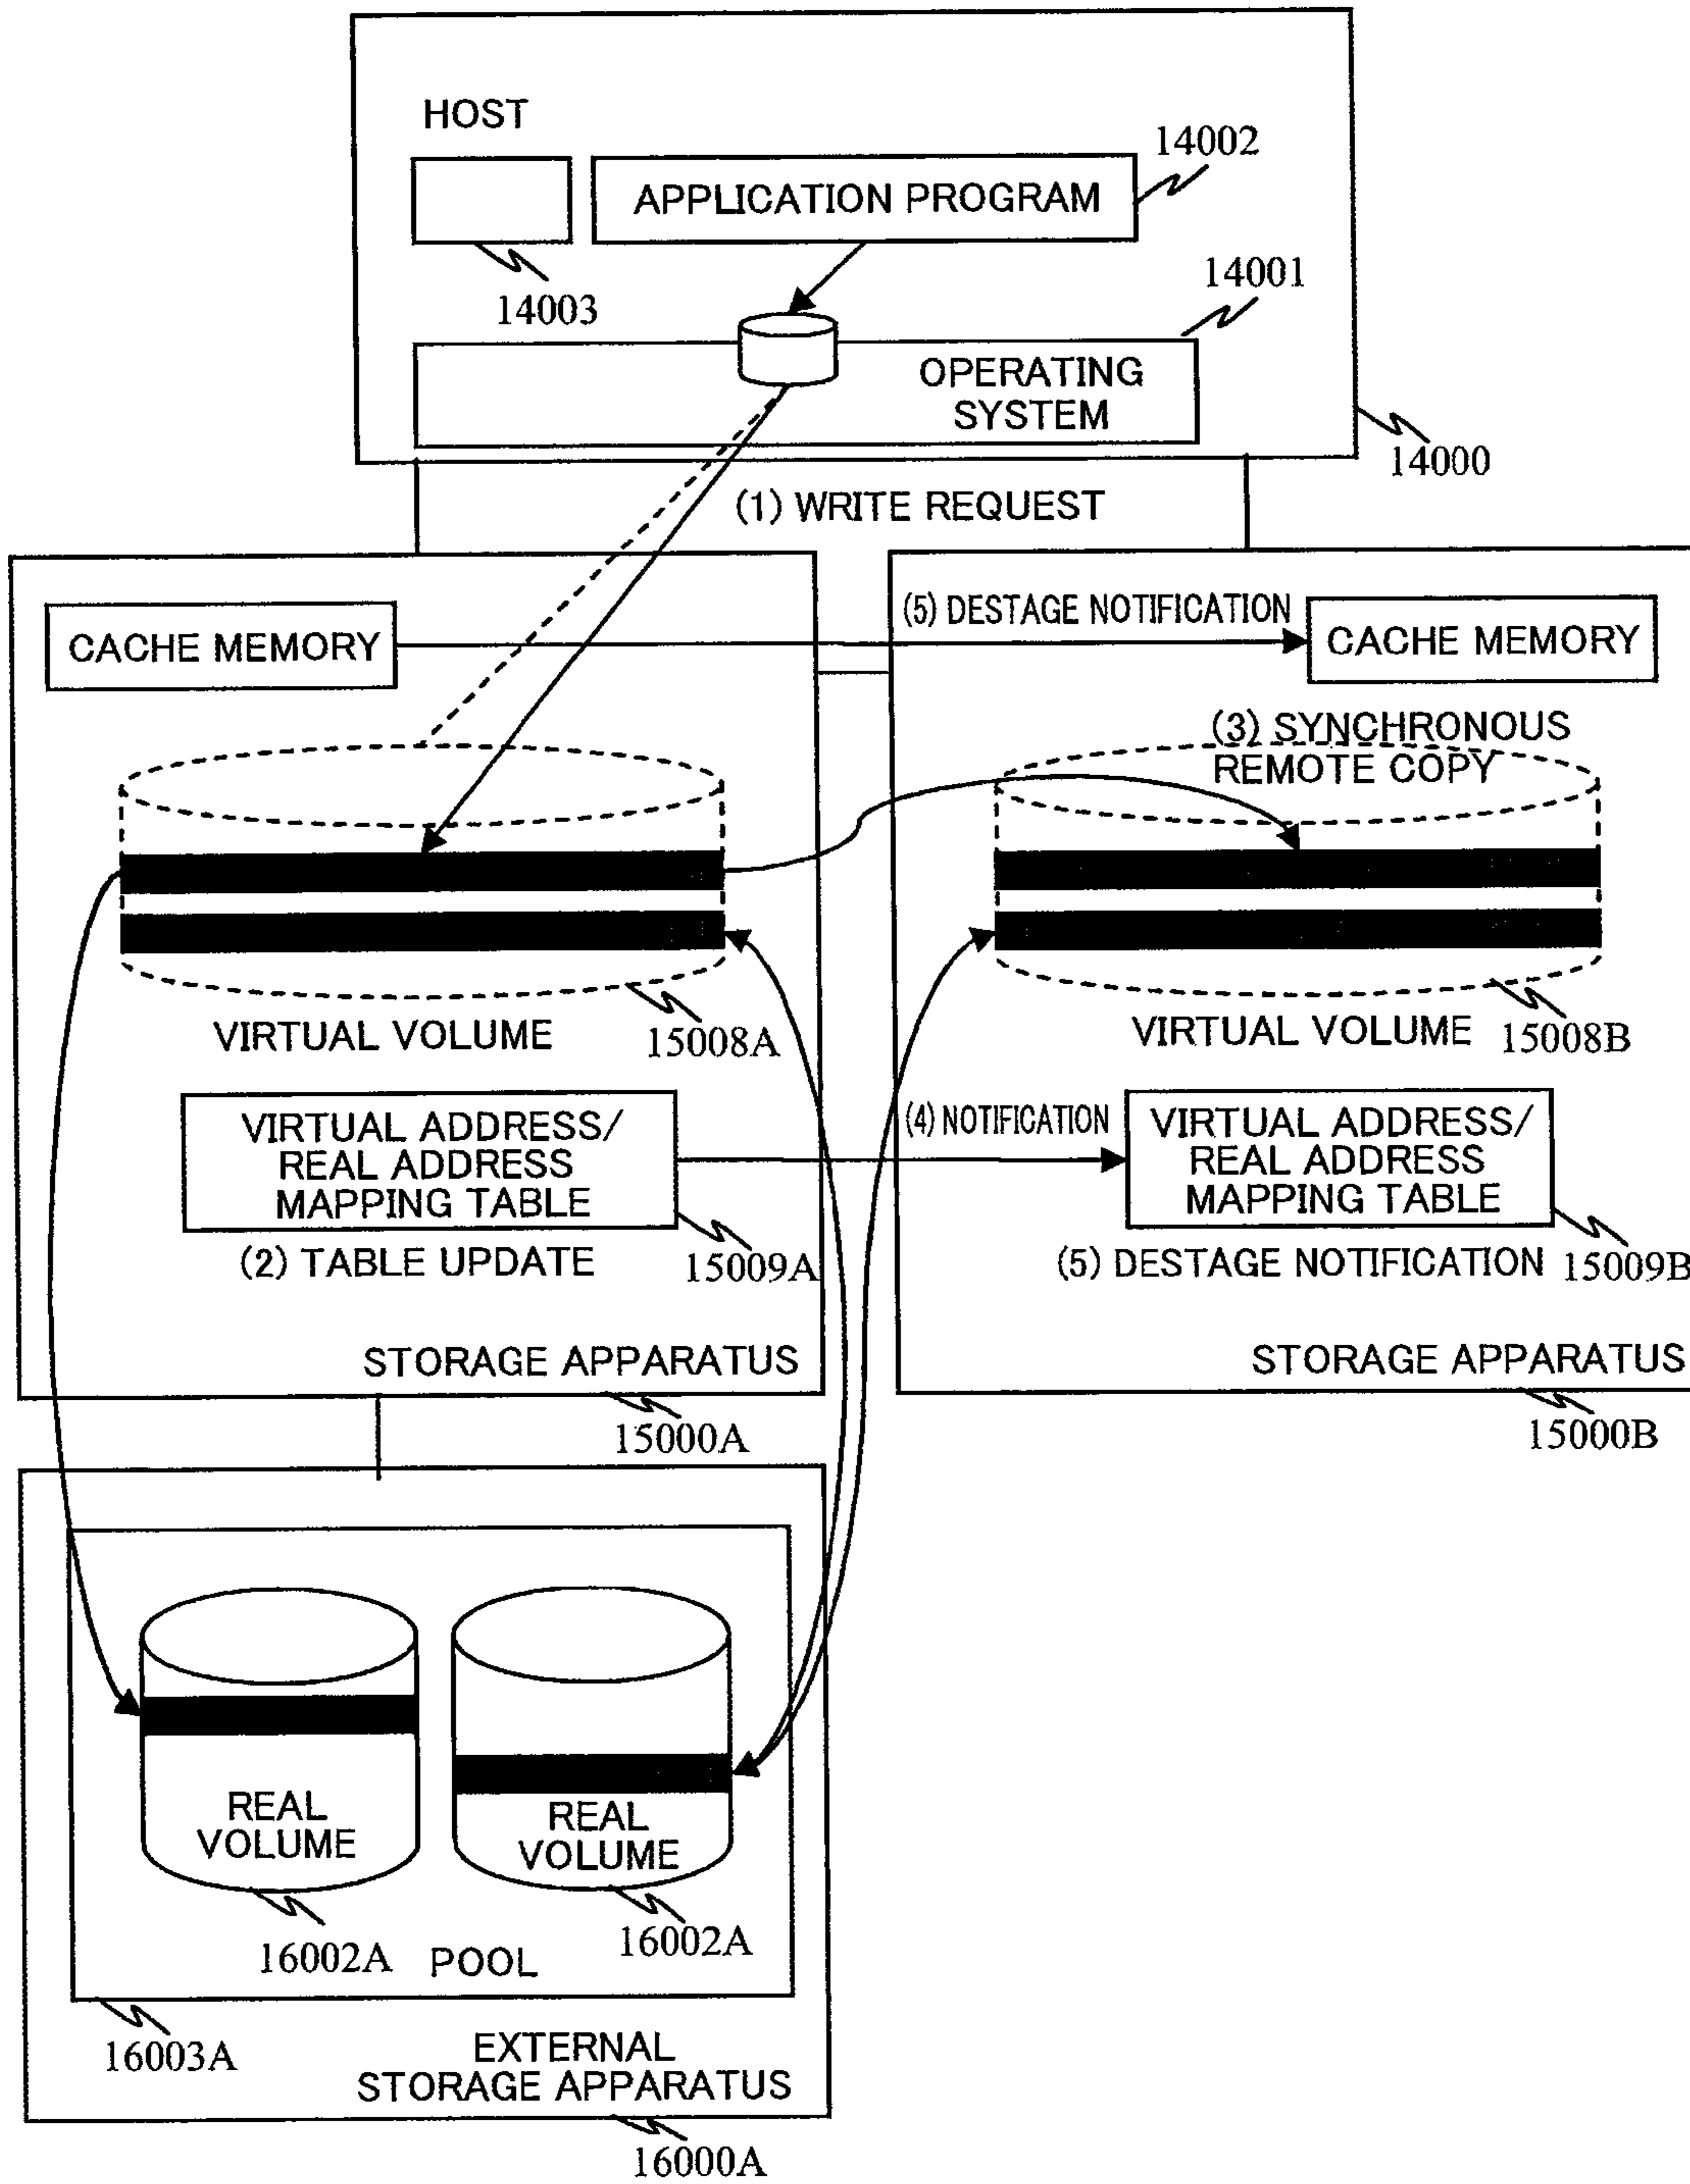 HOST
14002
APPLICATION PROGRAM
14001
14003
OPERATING
SYSTEM
14000
(1) WRITE REQUEST
(5) DESTAGE NOTIFICATION
CACHE MEMORY
CACHE MEMORY
(3) SYNCHRONOUS
REMOTE COPY
VIRTUAL VOLUME
15008A
VIRTUAL VOLUME
15008B
VIRTUAL ADDRESS/
REAL ADDRESS
MAPPING TABLE
(4) NOTIFICATION
VIRTUAL ADDRESS/
REAL ADDRESS
MAPPING TABLE
(2) TABLE UPDATE
15009A
(5) DESTAGE NOTIFICATION
15009B
STORAGE APPARATUS
STORAGE APPARATUS
15000A
15000B
REAL
VOLUME
REAL
VOLUME
16002A
POOL
16002A
16003A
EXTERNAL
STORAGE APPARATUS
16000A